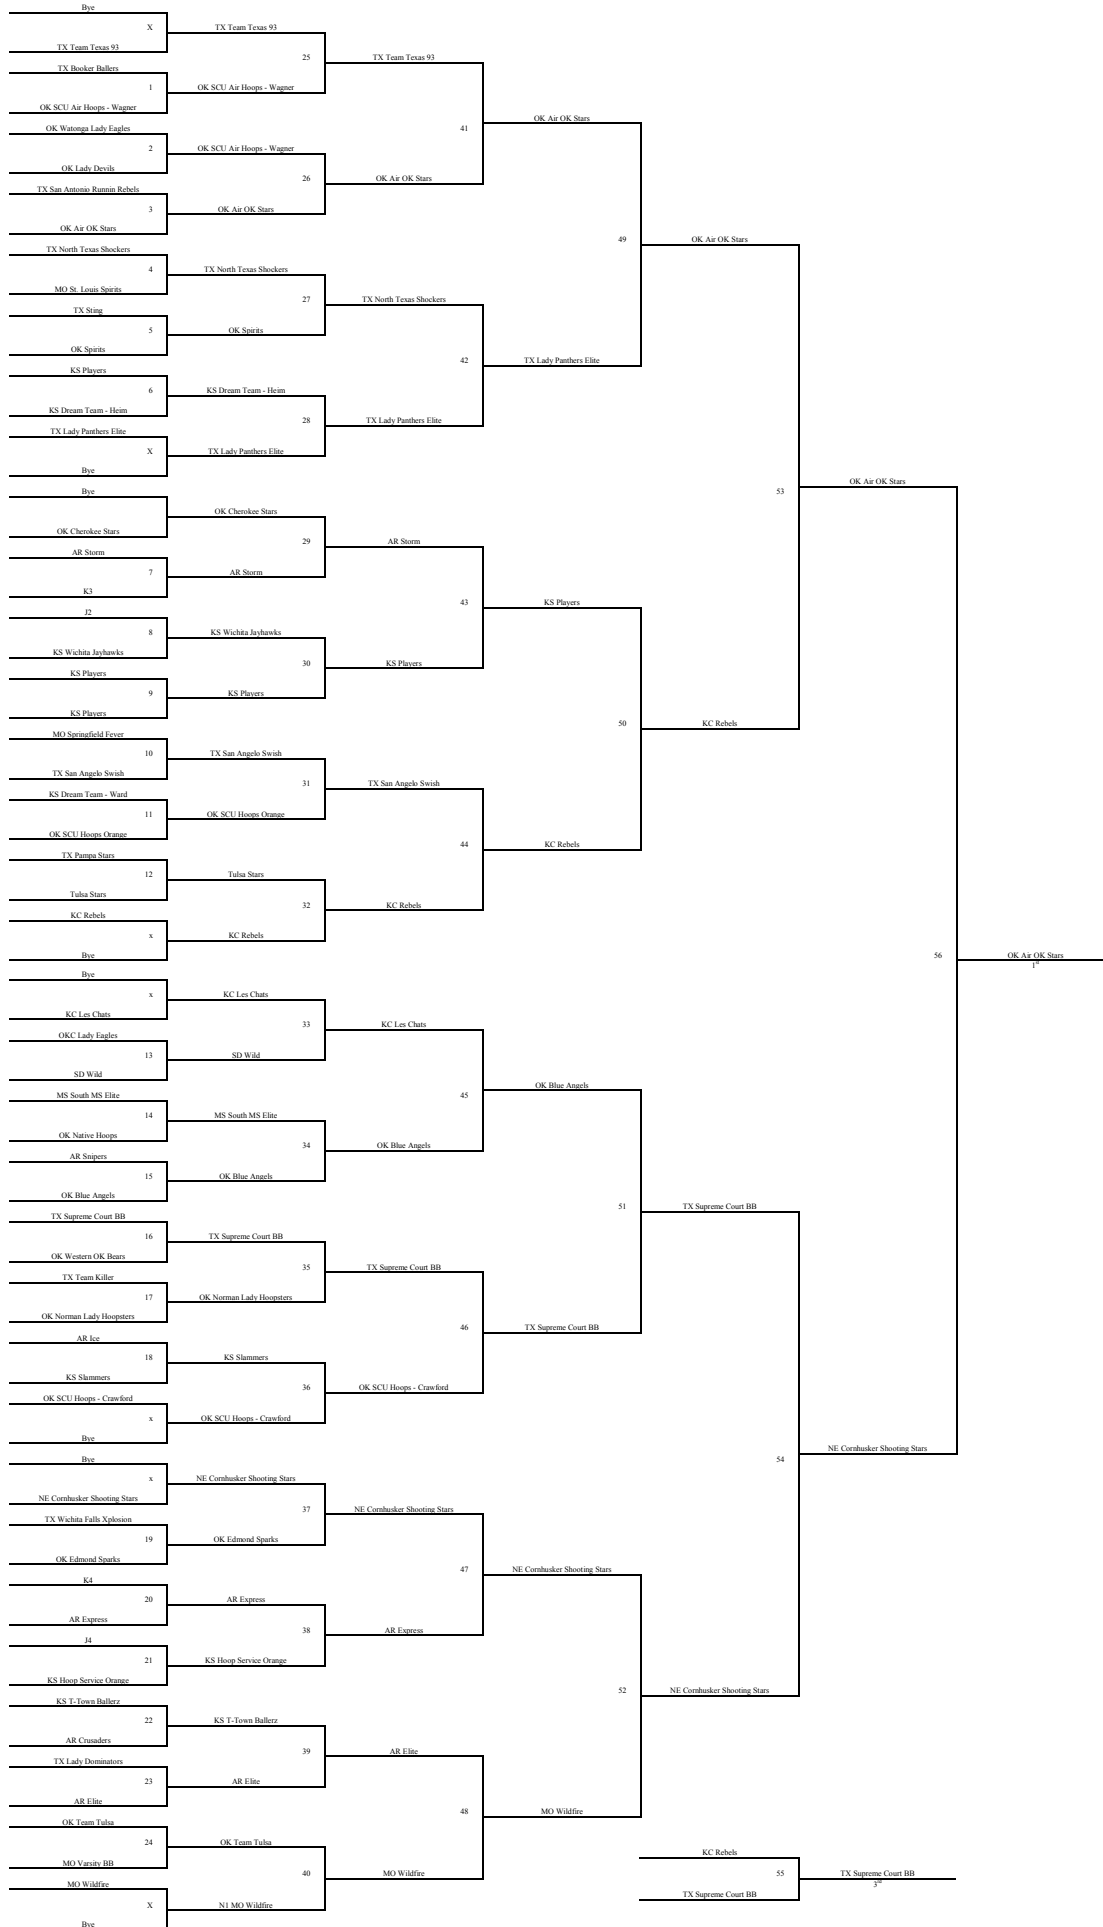 Bye
X
TX Team Texas 93
TX Booker Ballers
1
OK SCU Air Hoops - Wagner
OK Watonga Lady Eagles
2
OK Lady Devils
TX San Antonio Runnin Rebels
3
OK Air OK Stars
TX North Texas Shockers
4
MO St. Louis Spirits
TX Sting
5
OK Spirits
KS Players
6
KS Dream Team - Heim
TX Lady Panthers Elite
X
Bye
Bye
OK Cherokee Stars
AR Storm
7
K3
J2
8
KS Wichita Jayhawks
KS Players
9
KS Players
MO Springfield Fever
10
TX San Angelo Swish
KS Dream Team - Ward
11
OK SCU Hoops Orange
TX Pampa Stars
12
Tulsa Stars
KC Rebels
x
Bye
Bye
x
KC Les Chats
OKC Lady Eagles
13
SD Wild
MS South MS Elite
14
OK Native Hoops
AR Snipers
15
OK Blue Angels
TX Supreme Court BB
16
OK Western OK Bears
TX Team Killer
17
OK Norman Lady Hoopsters
AR Ice
18
KS Slammers
OK SCU Hoops - Crawford
x
Bye
Bye
x
NE Cornhusker Shooting Stars
TX Wichita Falls Xplosion
19
OK Edmond Sparks
K4
20
AR Express
J4
21
KS Hoop Service Orange
KS T-Town Ballerz
22
AR Crusaders
TX Lady Dominators
23
AR Elite
OK Team Tulsa
24
MO Varsity BB
MO Wildfire
X
Bye
TX Team Texas 93
25
OK SCU Air Hoops - Wagner
OK SCU Air Hoops - Wagner
26
OK Air OK Stars
TX North Texas Shockers
27
OK Spirits
KS Dream Team - Heim
28
TX Lady Panthers Elite
OK Cherokee Stars
29
AR Storm
KS Wichita Jayhawks
30
KS Players
TX San Angelo Swish
31
OK SCU Hoops Orange
Tulsa Stars
32
KC Rebels
KC Les Chats
33
SD Wild
MS South MS Elite
34
OK Blue Angels
TX Supreme Court BB
35
OK Norman Lady Hoopsters
KS Slammers
36
OK SCU Hoops - Crawford
NE Cornhusker Shooting Stars
37
OK Edmond Sparks
AR Express
38
KS Hoop Service Orange
KS T-Town Ballerz
39
AR Elite
OK Team Tulsa
40
N1 MO Wildfire
TX Team Texas 93
41
OK Air OK Stars
TX North Texas Shockers
42
TX Lady Panthers Elite
AR Storm
43
KS Players
TX San Angelo Swish
44
KC Rebels
KC Les Chats
45
OK Blue Angels
TX Supreme Court BB
46
OK SCU Hoops - Crawford
NE Cornhusker Shooting Stars
47
AR Express
AR Elite
48
MO Wildfire
OK Air OK Stars
49
TX Lady Panthers Elite
KS Players
50
KC Rebels
OK Blue Angels
51
TX Supreme Court BB
NE Cornhusker Shooting Stars
52
MO Wildfire
OK Air OK Stars
53
KC Rebels
TX Supreme Court BB
54
NE Cornhusker Shooting Stars
KC Rebels
55
TX Supreme Court BB
OK Air OK Stars
56
NE Cornhusker Shooting Stars
TX Supreme Court BB
3rd
OK Air OK Stars
1st